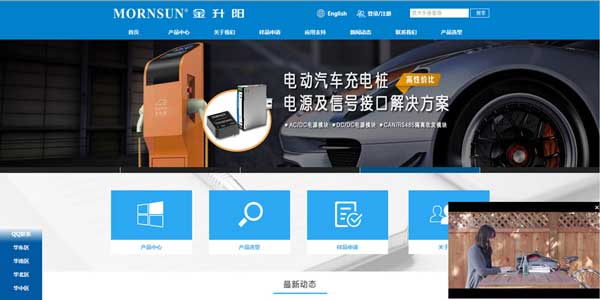 MORNSUN® 金升阳
English 登录/注册 搜索
首页 产品中心 关于我们 样品申请 应用支持 新闻动态 联系我们 产品选型
电动汽车充电桩 高性价比
电源及信号接口解决方案
●AC/DC电源模块 ●DC/DC电源模块 ●CAN/RS485隔离收发模块
产品中心 产品选型 样品申请 关于
华东区
华南区
华北区
华中区
最新动态